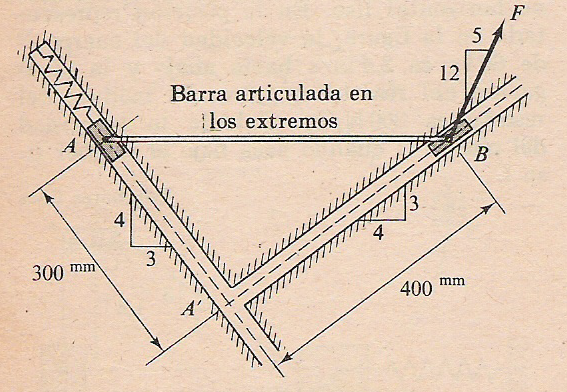 F
5
12
Barra articulada en
los extremos
A
B
4
3
3
4
300 mm
400 mm
A'